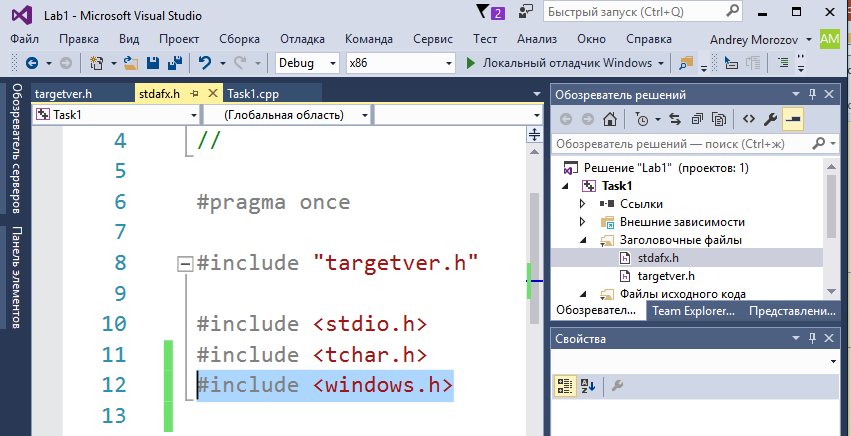 Lab1 - Microsoft Visual Studio
2
Быстрый запуск (Ctrl+Q)
Файл Правка Вид Проект Сборка Отладка Команда Сервис Тест Анализ Окно Справка Andrey Morozov AM
Debug x86 Локальный отладчик Windows
Обозреватель серверов
Панель элементов
targetver.h stdafx.h Task1.cpp
Task1 (Глобальная область)
4 //
5
6 #pragma once
7
8 #include "targetver.h"
9
10 #include <stdio.h>
11 #include <tchar.h>
12 #include <windows.h>
13
Обозреватель решений
Обозреватель решений — поиск (Ctrl+ж)
Решение "Lab1" (проектов: 1)
Task1
Ссылки
Внешние зависимости
Заголовочные файлы
stdafx.h
targetver.h
Файлы исходного кода
Обозревател... Team Explorer... Представлени...
Свойства